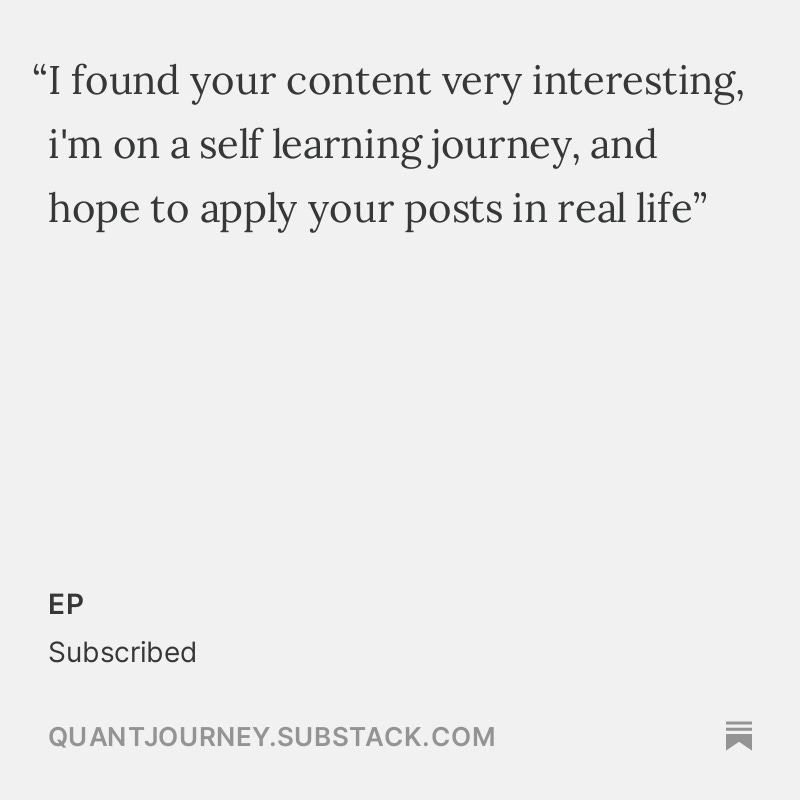 “I found your content very interesting,
i'm on a self learning journey, and
hope to apply your posts in real life”
EP
Subscribed
QUANTJOURNEY.SUBSTACK.COM